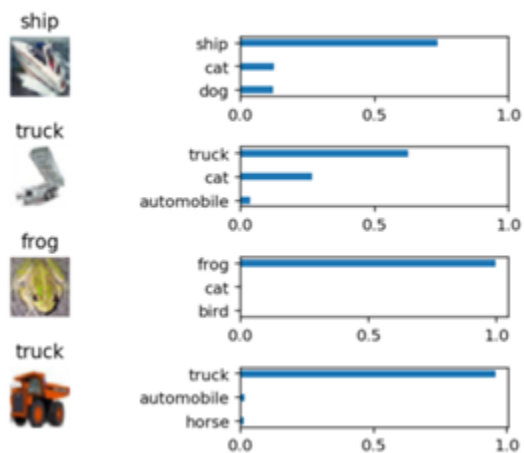 ship
ship
cat
dog
0.0 0.5 1.0
truck
truck
cat
automobile
0.0 0.5 1.0
frog
frog
cat
bird
0.0 0.5 1.0
truck
truck
automobile
horse
0.0 0.5 1.0